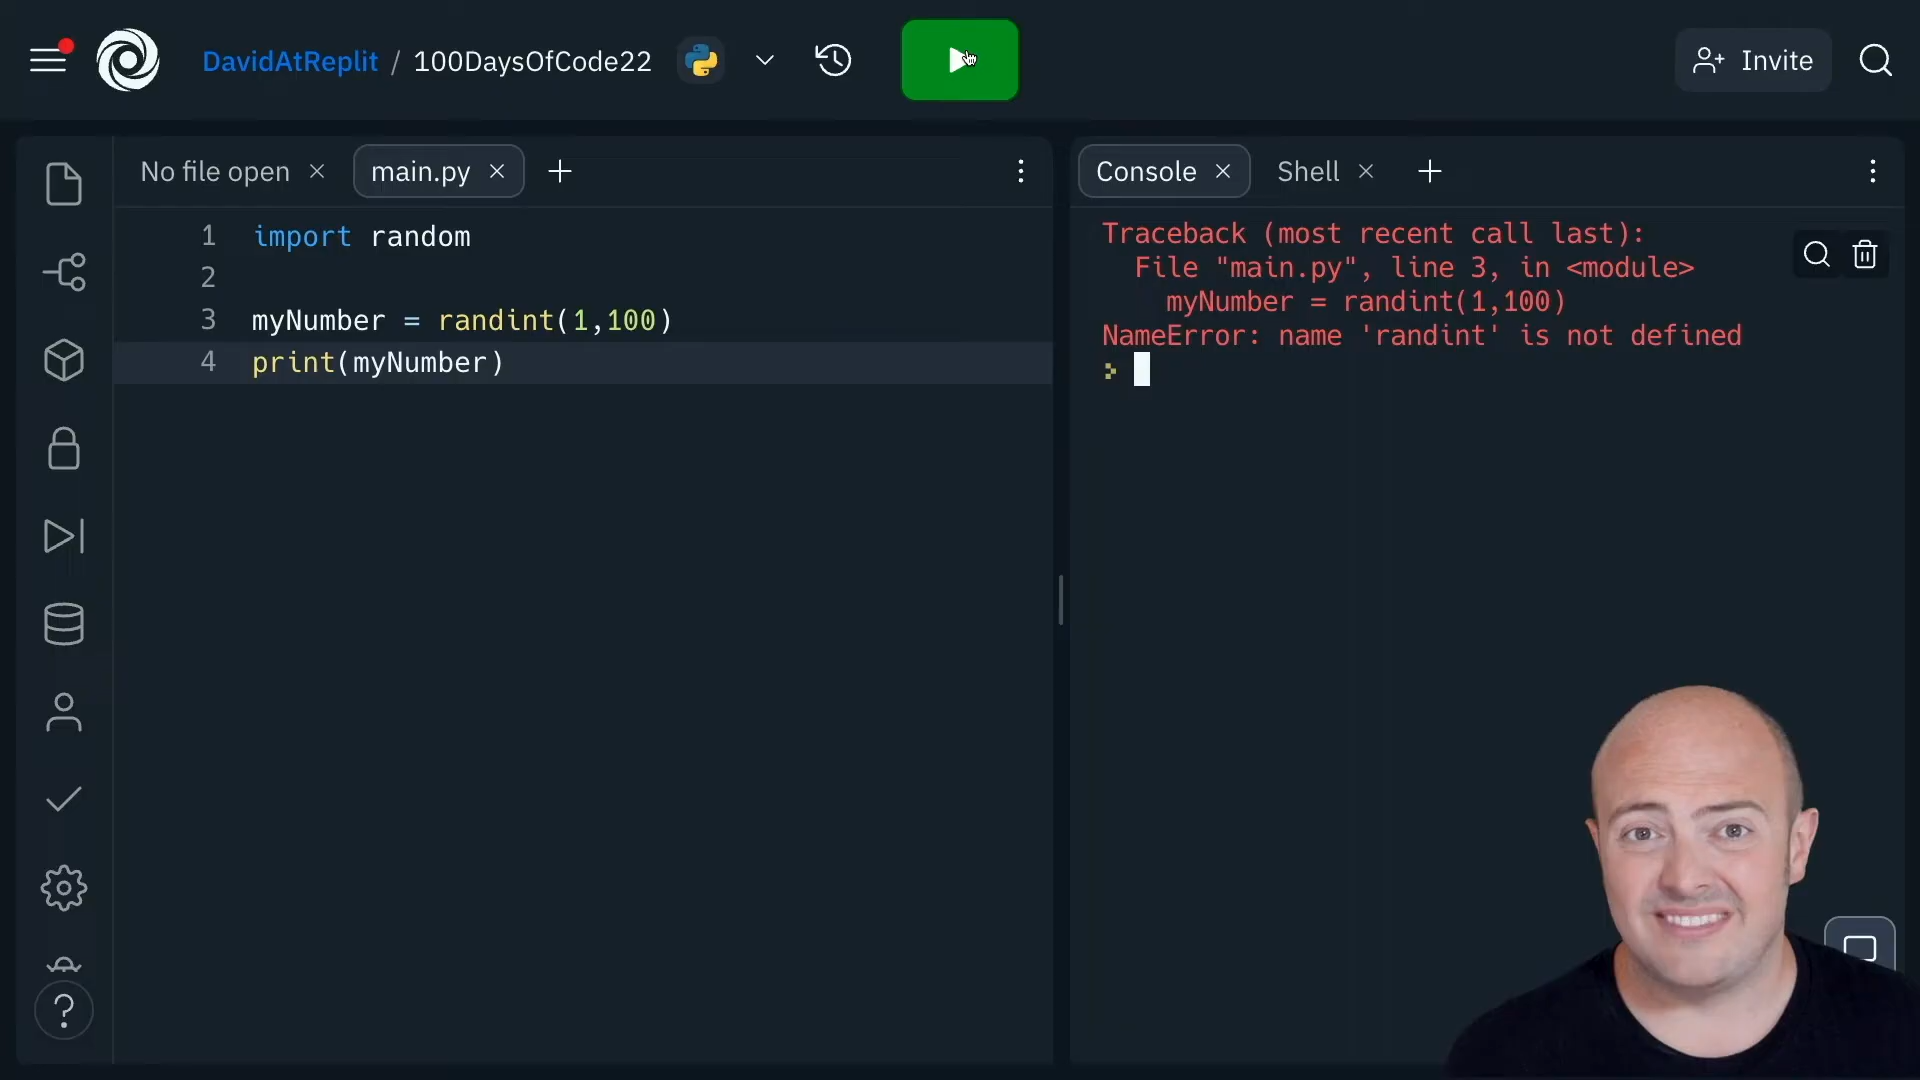 DavidAtReplit / 100DaysOfCode22
Invite
No file open
main.py
Console
Shell
1 import random
2
3 myNumber = randint(1,100)
4 print(myNumber)
Traceback (most recent call last):
File "main.py", line 3, in <module>
myNumber = randint(1,100)
NameError: name 'randint' is not defined
?